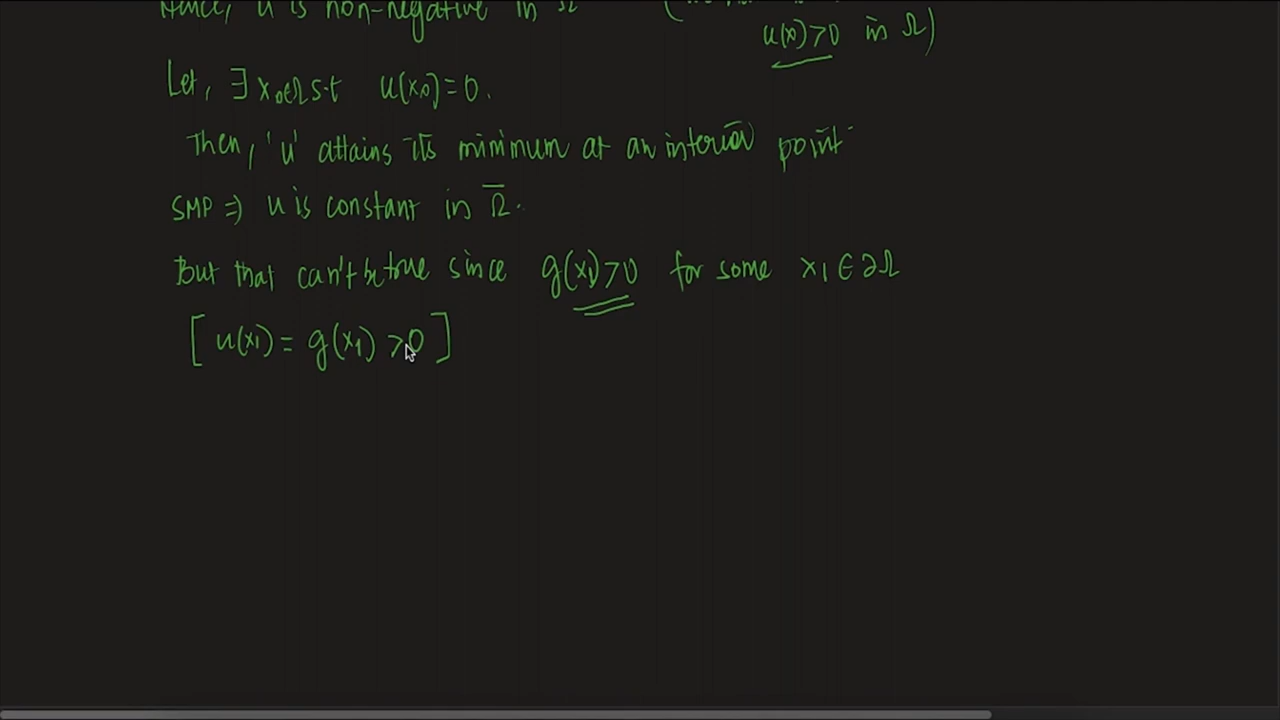 Hence, u is non-negative in Ω
u(x)>0 in Ω)
Let, ∃ x₀∈Ω s.t u(x₀)=0.
Then, 'u' attains its minimum at an interior point
SMP ⇒) u is constant in Ω̅.
But that can't be true since g(x₁)>0 for some x₁ ∈ ∂Ω
[ u(x₁) = g(x₁) >0 ]